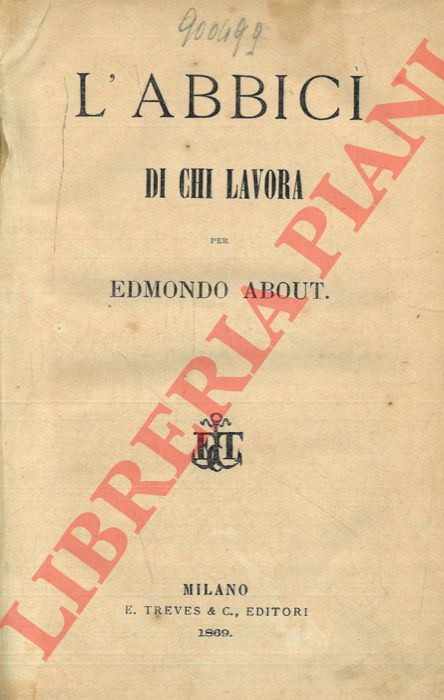 900499
L'ABBICÌ
DI CHI LAVORA
PER
EDMONDO ABOUT.
MILANO
E. TREVES & C., EDITORI
1869.
LIBRERIA PIANI